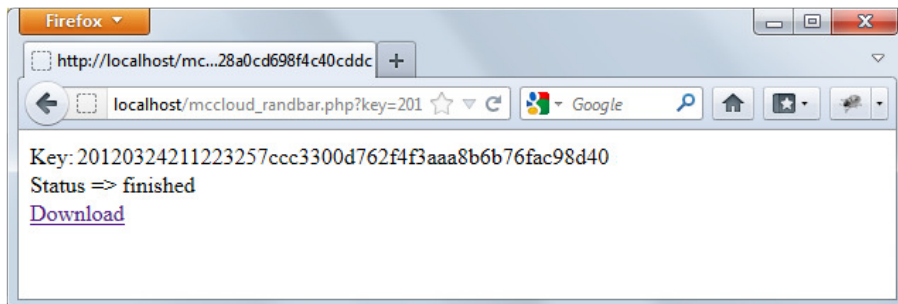 Firefox
http://localhost/mc...28a0cd698f4c40cddc
localhost/mccloud_randbar.php?key=201
Google
Key: 20120324211223257ccc3300d762f4f3aaa8b6b76fac98d40
Status => finished
Download